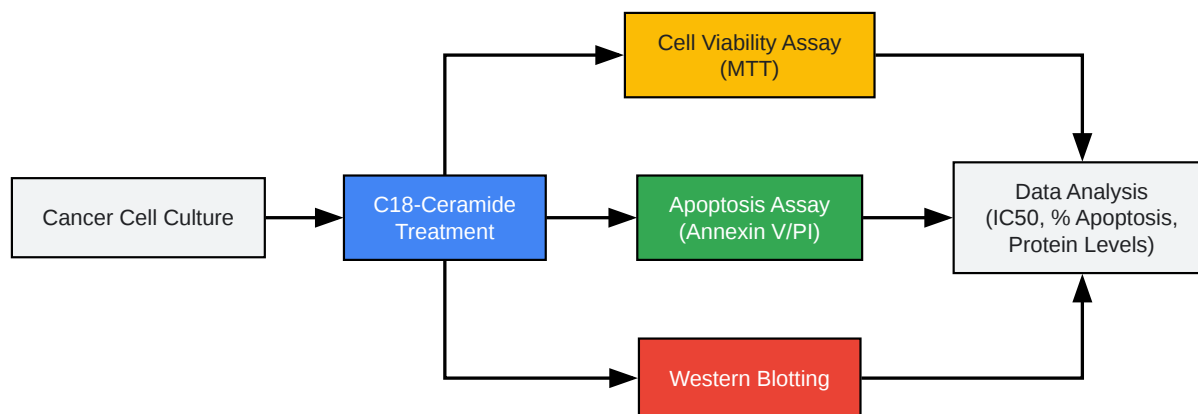 Cell Viability Assay
(MTT)
Cancer Cell Culture
C18-Ceramide
Treatment
Apoptosis Assay
(Annexin V/PI)
Data Analysis
(IC50, % Apoptosis,
Protein Levels)
Western Blotting